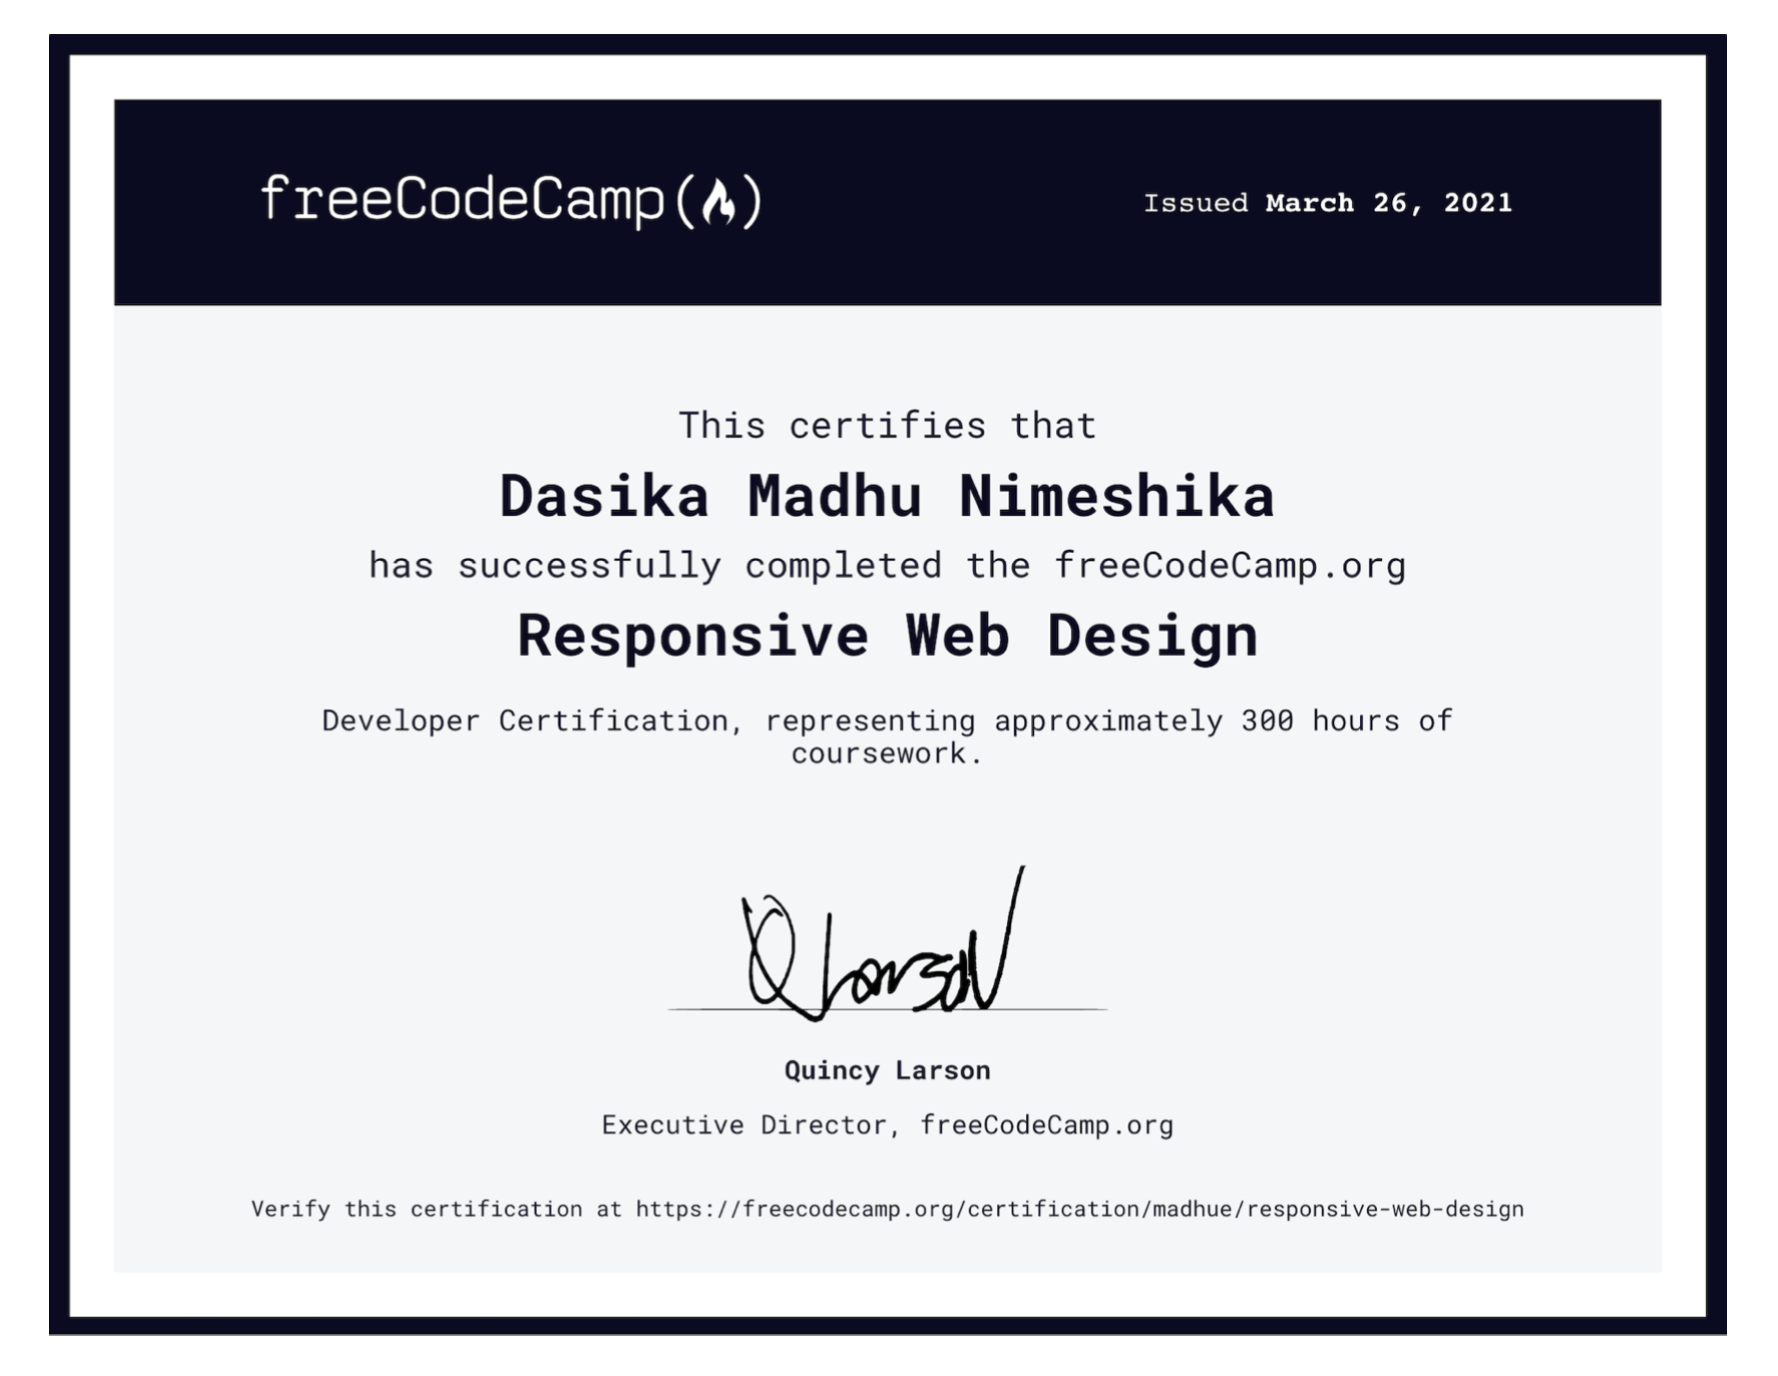 freeCodeCamp(🔥)
Issued March 26, 2021
This certifies that
Dasika Madhu Nimeshika
has successfully completed the freeCodeCamp.org
Responsive Web Design
Developer Certification, representing approximately 300 hours of
coursework.
Q Larson
Quincy Larson
Executive Director, freeCodeCamp.org
Verify this certification at https://freecodecamp.org/certification/madhue/responsive-web-design